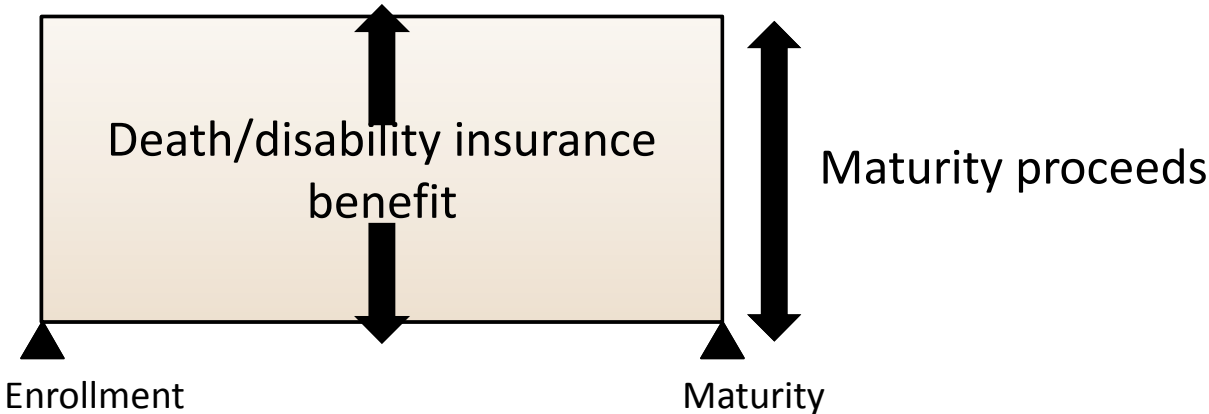 Death/disability insurance
benefit
Maturity proceeds
Enrollment
Maturity